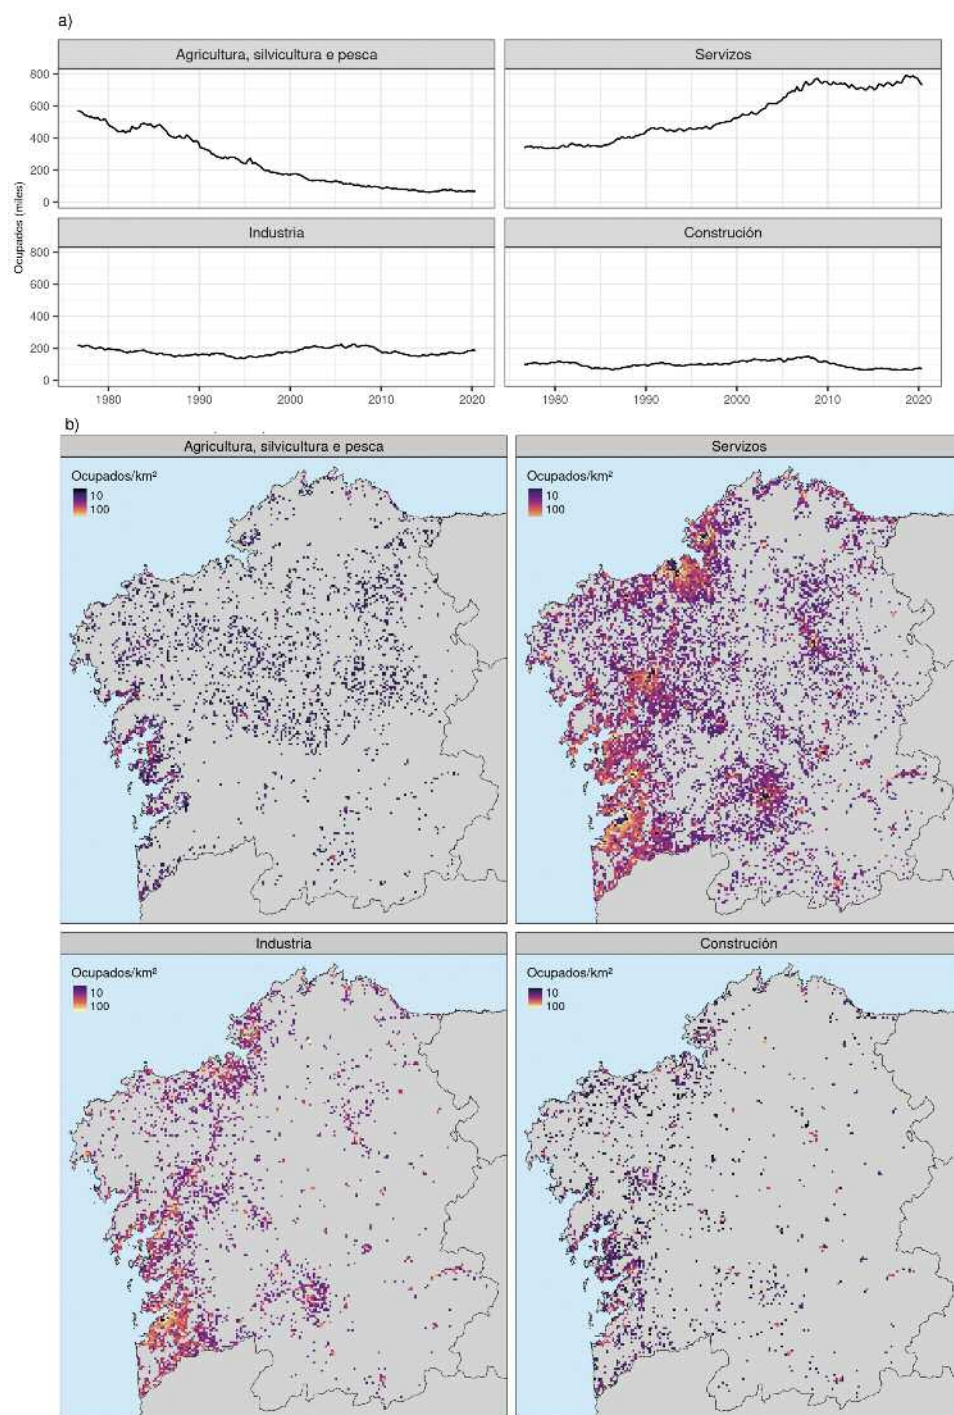 a)
Agricultura, silvicultura e pesca
Servizos
800
600
400
200
0
Industria
Construción
800
600
400
200
0
Ocupados (miles)
1980 1990 2000 2010 2020
1980 1990 2000 2010 2020
b)
Agricultura, silvicultura e pesca
Servizos
Ocupados/km²
10
100
Ocupados/km²
10
100
Industria
Construción
Ocupados/km²
10
100
Ocupados/km²
10
100